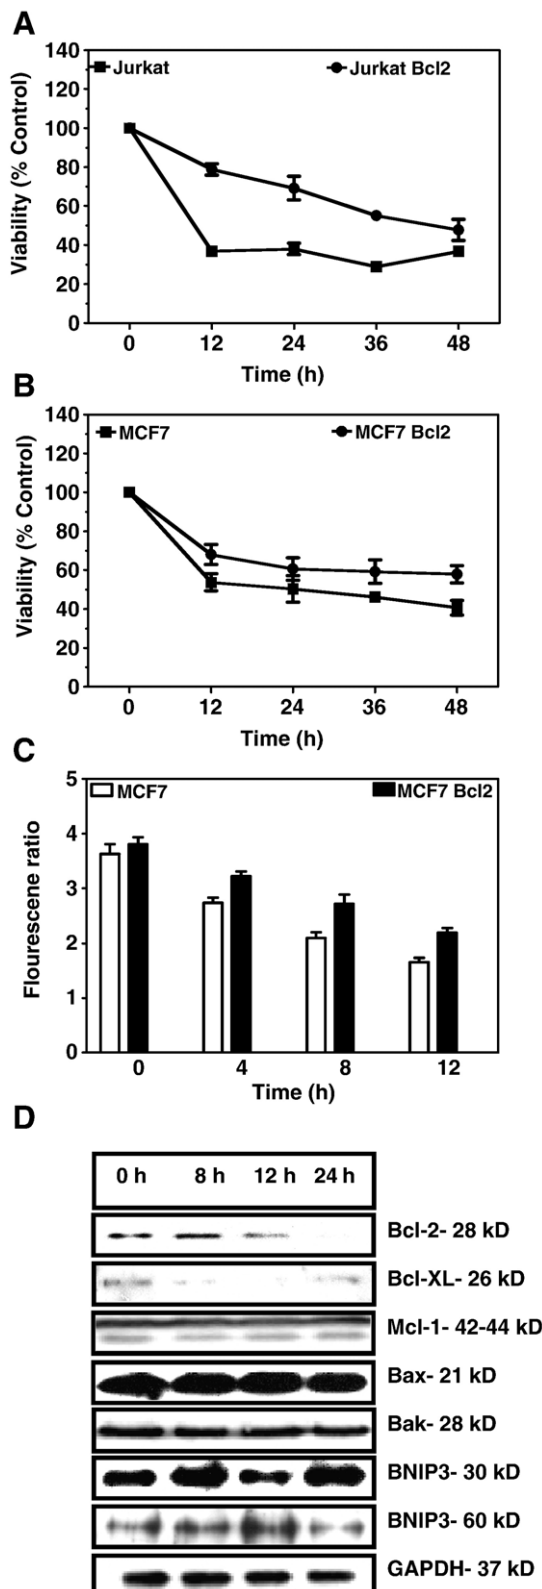 A
140
120
100
80
60
40
20
0
Viability (% Control)
Jurkat
Jurkat Bcl2
0 12 24 36 48
Time (h)
B
140
120
100
80
60
40
20
0
Viability (% Control)
MCF7
MCF7 Bcl2
0 12 24 36 48
Time (h)
C
5
4
3
2
1
0
Flourescene ratio
MCF7
MCF7 Bcl2
0 4 8 12
Time (h)
D
0 h 8 h 12 h 24 h
Bcl-2- 28 kD
Bcl-XL- 26 kD
Mcl-1- 42-44 kD
Bax- 21 kD
Bak- 28 kD
BNIP3- 30 kD
BNIP3- 60 kD
GAPDH- 37 kD